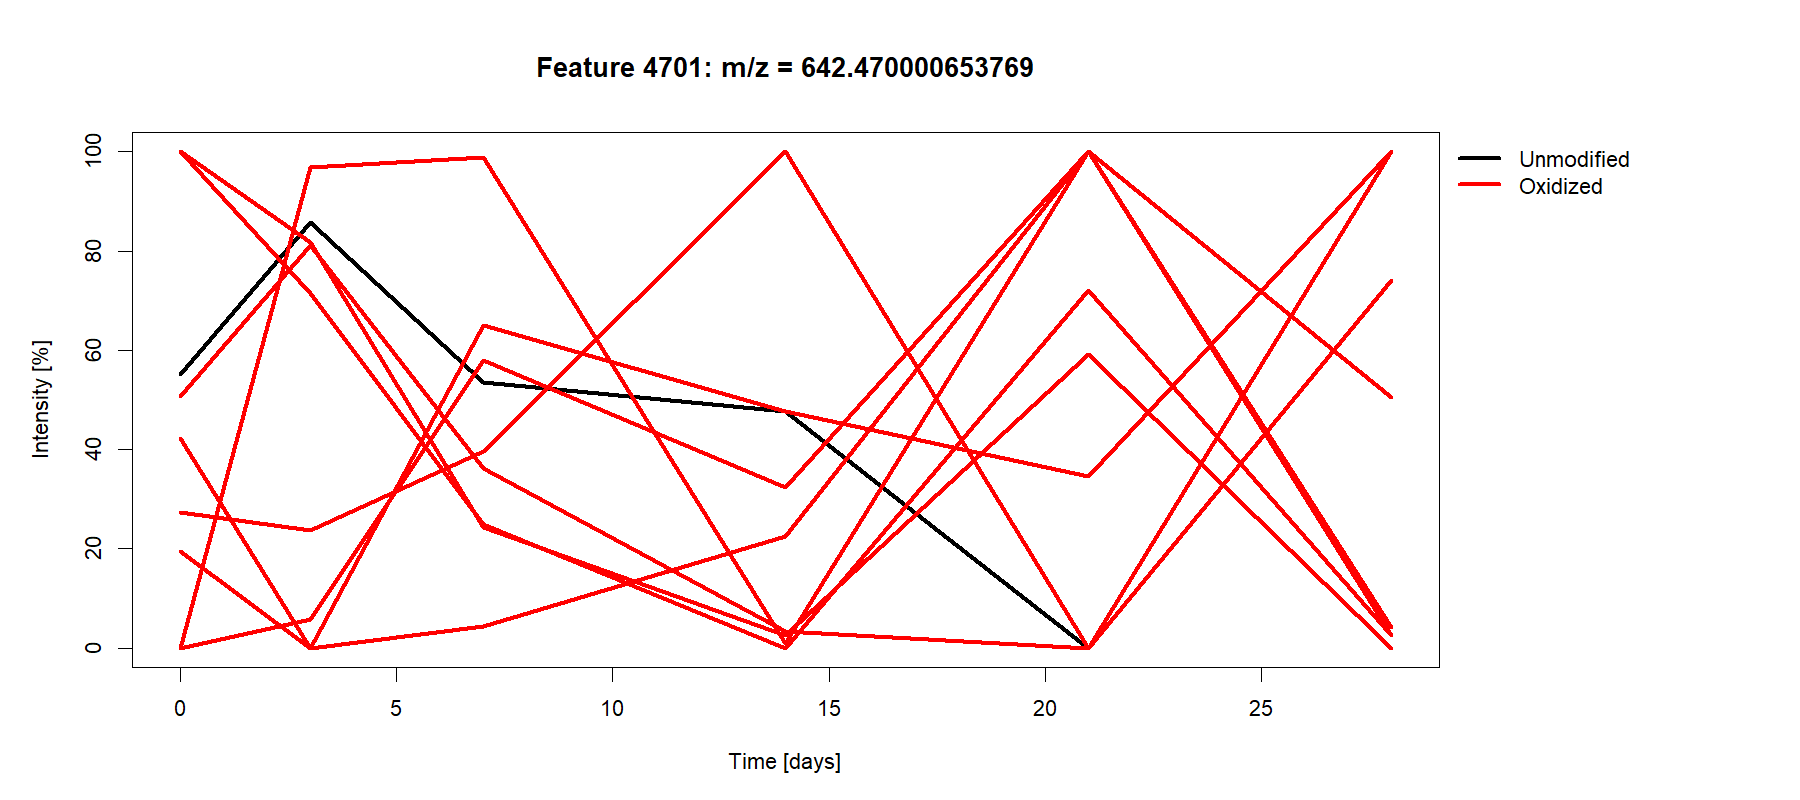 Feature 4701: m/z = 642.470000653769
Unmodified
Oxidized
Intensity [%]
100
80
60
40
20
0
0 5 10 15 20 25
Time [days]